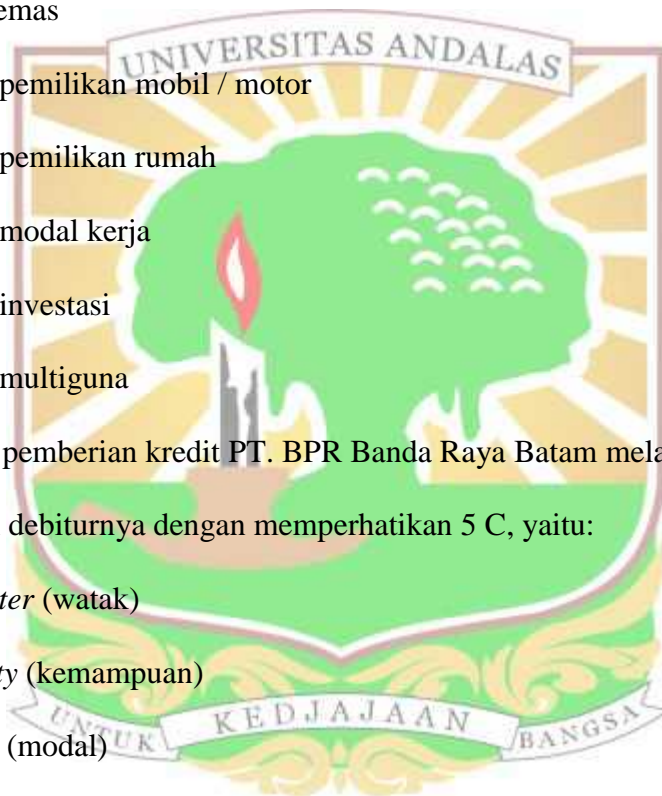 emas
UNIVERSITAS ANDALAS
pemilikan mobil / motor
pemilikan rumah
modal kerja
investasi
multiguna
pemberian kredit PT. BPR Banda Raya Batam mela
debiturnya dengan memperhatikan 5 C, yaitu:
ter (watak)
ty (kemampuan)
UNTUK KEDJAJAAN BANGSA
(modal)